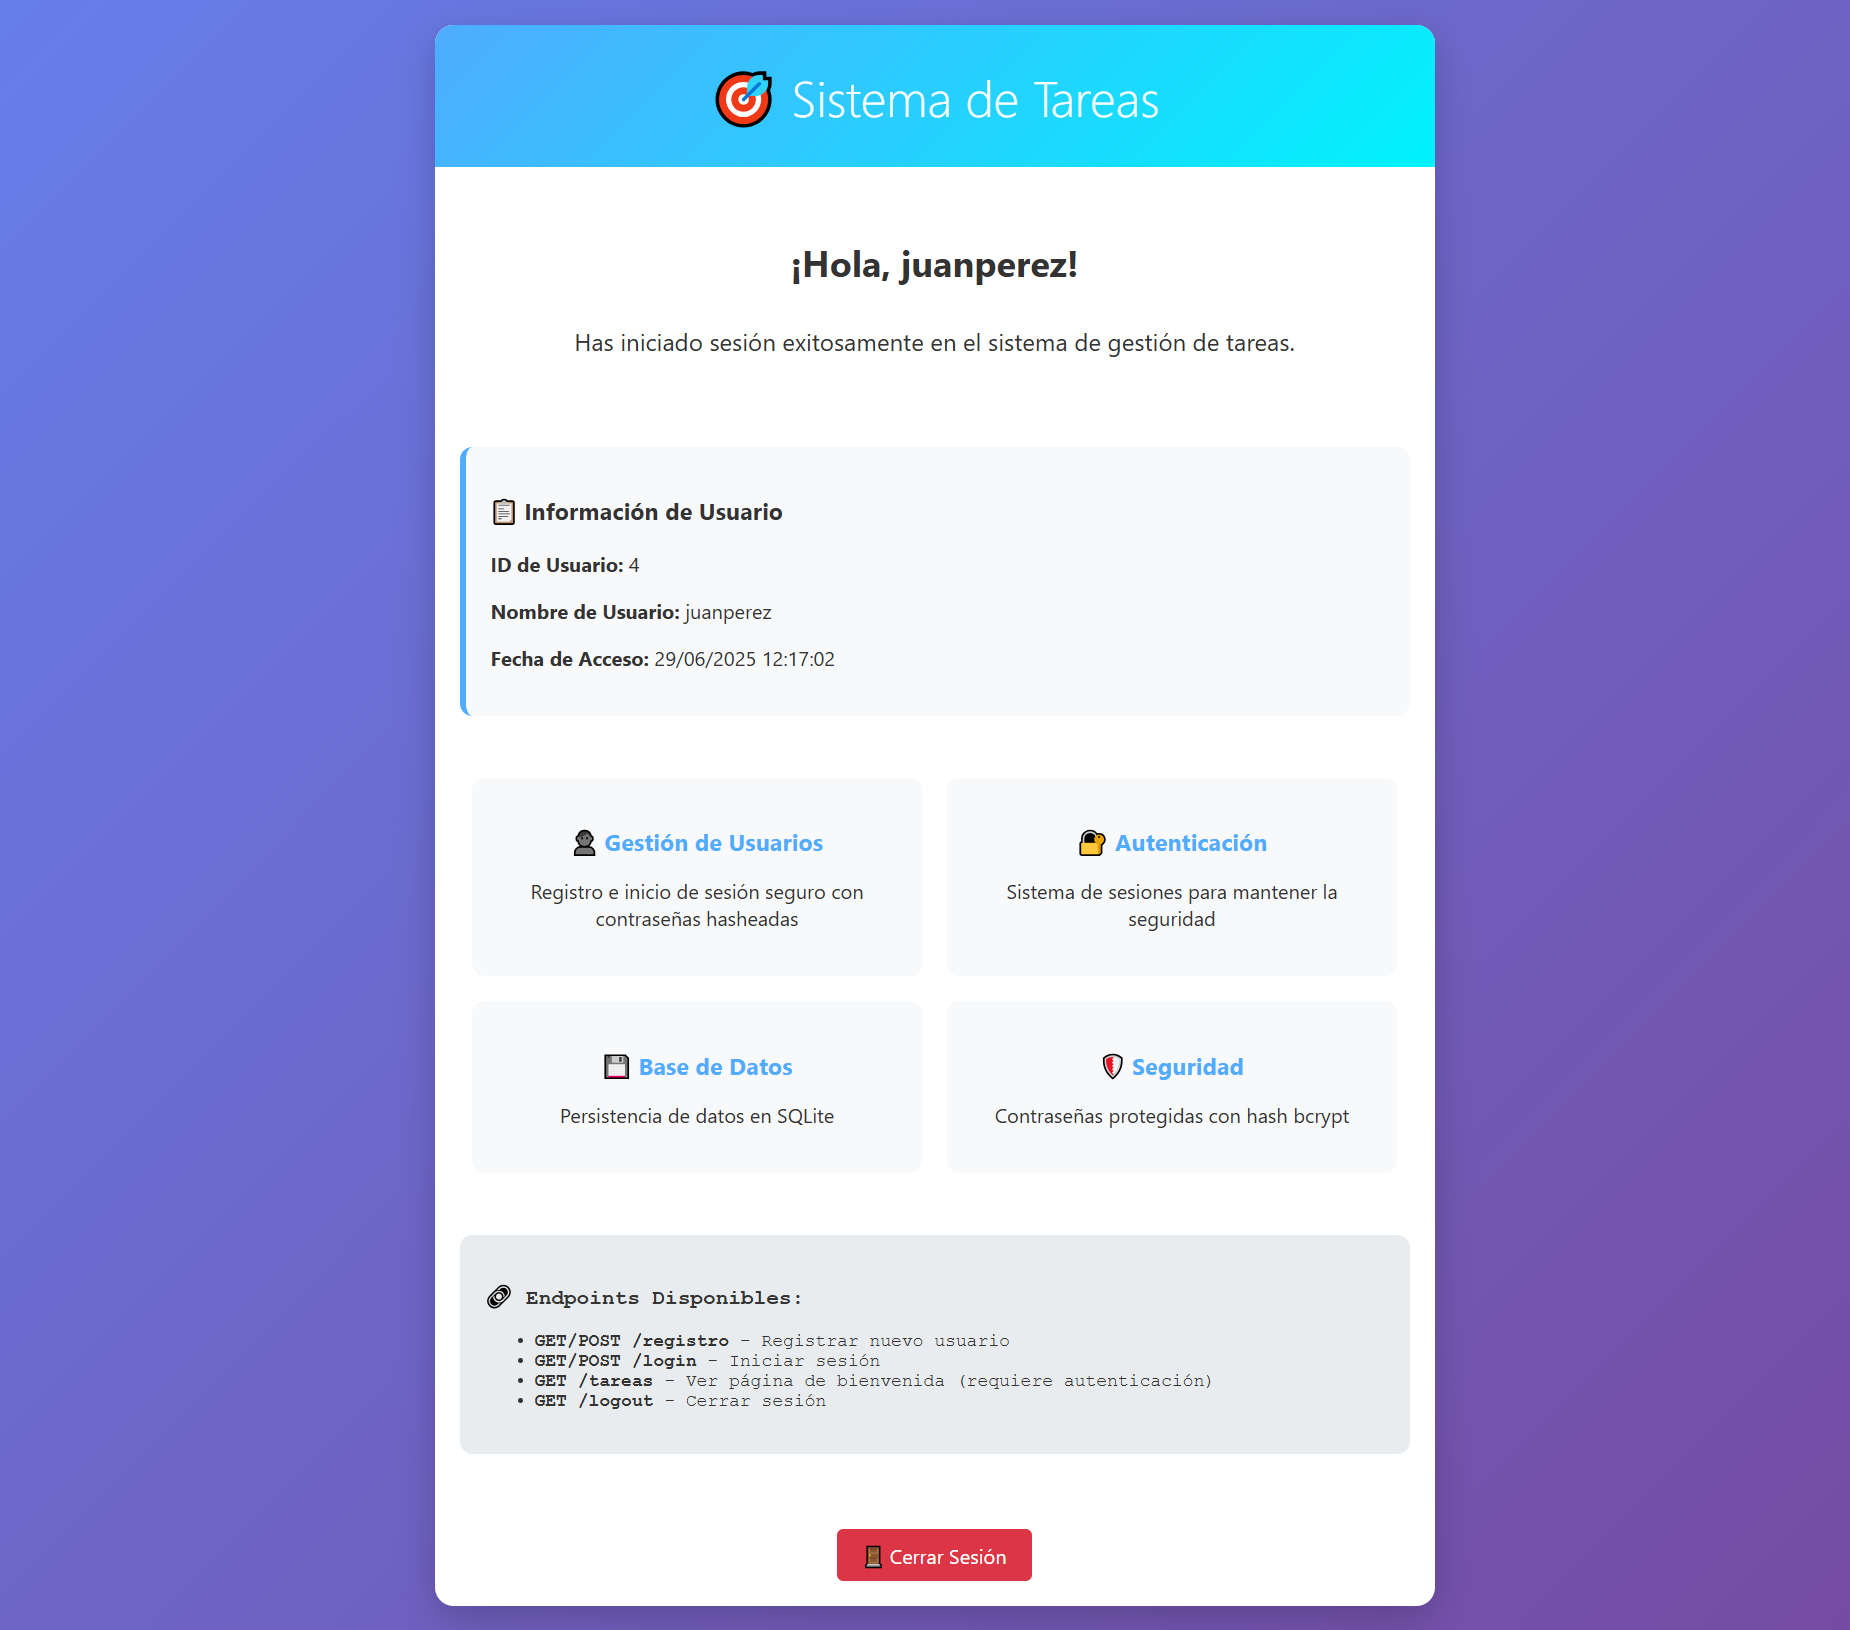 Sistema de Tareas
¡Hola, juanperez!
Has iniciado sesión exitosamente en el sistema de gestión de tareas.
Información de Usuario
ID de Usuario: 4
Nombre de Usuario: juanperez
Fecha de Acceso: 29/06/2025 12:17:02
Gestión de Usuarios
Registro e inicio de sesión seguro con
contraseñas hasheadas
Autenticación
Sistema de sesiones para mantener la
seguridad
Base de Datos
Persistencia de datos en SQLite
Seguridad
Contraseñas protegidas con hash bcrypt
Endpoints Disponibles:
• GET/POST /registro - Registrar nuevo usuario
• GET/POST /login - Iniciar sesión
• GET /tareas - Ver página de bienvenida (requiere autenticación)
• GET /logout - Cerrar sesión
Cerrar Sesión